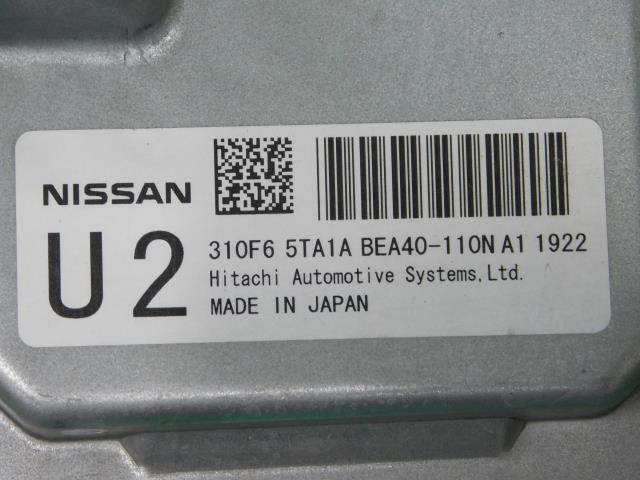 NISSAN
U2
310F6 5TA1A BEA40-110N A1 1922
Hitachi Automotive Systems, Ltd.
MADE IN JAPAN